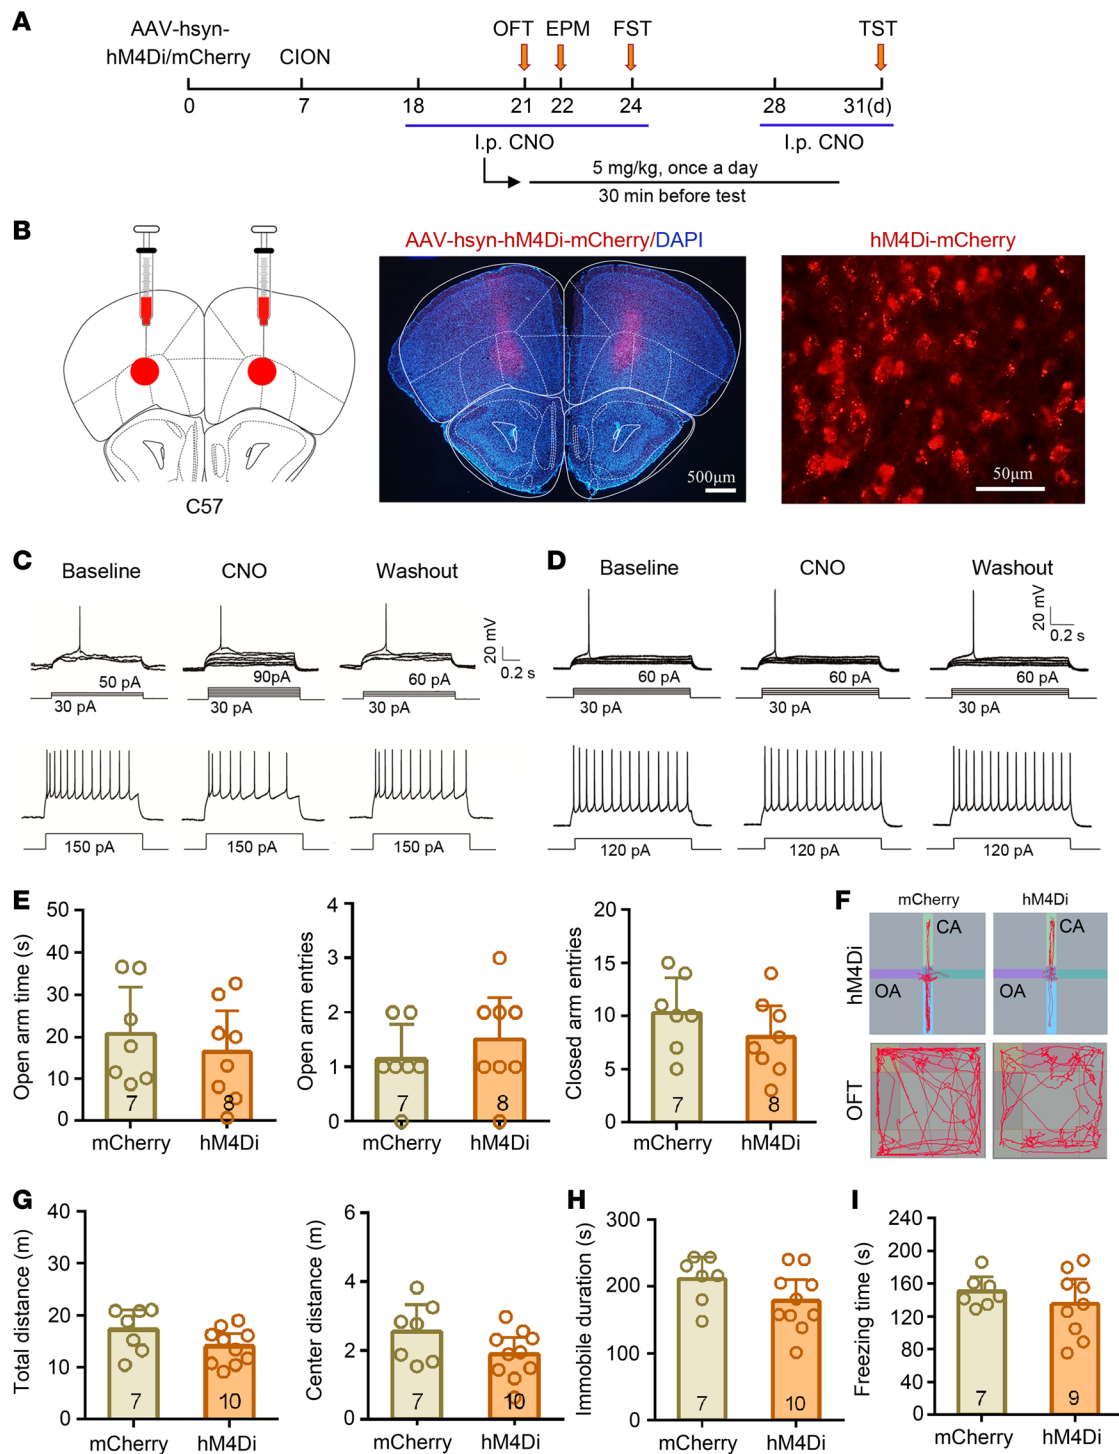 A
AAV-hsyn-
hM4Di/mCherry
CION
OFT
EPM
FST
TST
0
7
18
21
22
24
28
31(d)
I.p. CNO
I.p. CNO
5 mg/kg, once a day
30 min before test
B
C57
AAV-hsyn-hM4Di-mCherry/DAPI
500μm
hM4Di-mCherry
50μm
C
Baseline
CNO
Washout
20 mV
0.2 s
50 pA
30 pA
90pA
30 pA
60 pA
30 pA
150 pA
150 pA
150 pA
D
Baseline
CNO
Washout
20 mV
0.2 s
60 pA
30 pA
60 pA
30 pA
60 pA
30 pA
120 pA
120 pA
120 pA
E
Open arm time (s)
50
40
30
20
10
0
7
8
mCherry
hM4Di
Open arm entries
4
3
2
1
0
7
8
mCherry
hM4Di
Closed arm entries
20
15
10
5
0
7
8
mCherry
hM4Di
F
mCherry
hM4Di
hM4Di
CA
OA
CA
OA
OFT
G
Total distance (m)
40
30
20
10
0
7
10
mCherry
hM4Di
Center distance (m)
6
4
2
0
7
10
mCherry
hM4Di
H
Immobile duration (s)
300
200
100
0
7
10
mCherry
hM4Di
I
Freezing time (s)
240
200
160
120
80
40
0
7
9
mCherry
hM4Di